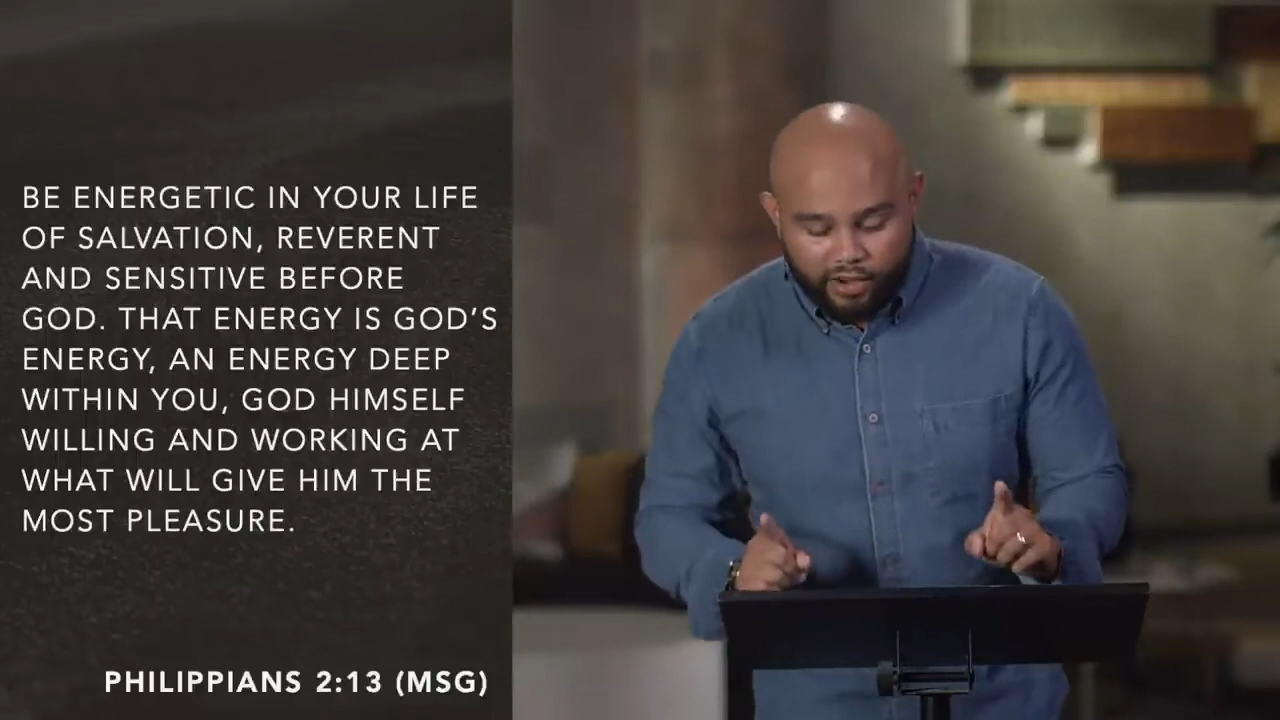 BE ENERGETIC IN YOUR LIFE
OF SALVATION, REVERENT
AND SENSITIVE BEFORE
GOD. THAT ENERGY IS GOD’S
ENERGY, AN ENERGY DEEP
WITHIN YOU, GOD HIMSELF
WILLING AND WORKING AT
WHAT WILL GIVE HIM THE
MOST PLEASURE.
PHILIPPIANS 2:13 (MSG)